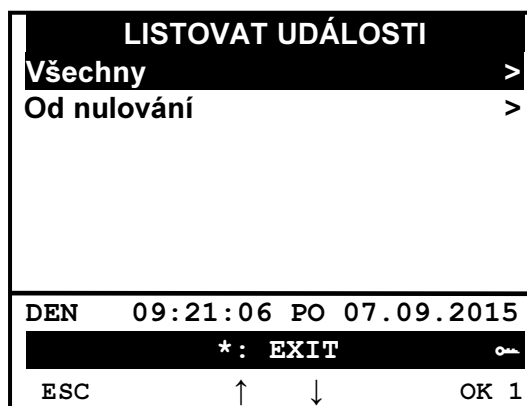 LISTOVAT UDÁLOSTI
Všechny >
Od nulování >
DEN 09:21:06 PO 07.09.2015
*: EXIT
ESC ↑ ↓ OK 1